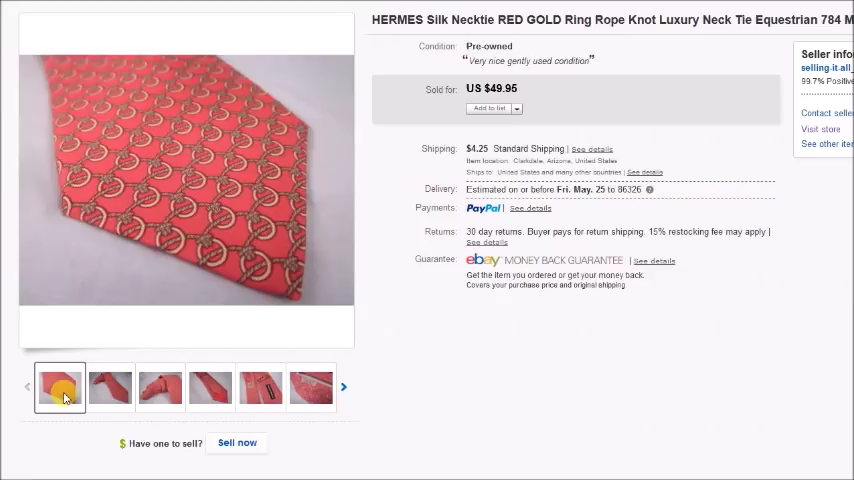 HERMES Silk Necktie RED GOLD Ring Rope Knot Luxury Neck Tie Equestrian 784 M
Condition: Pre-owned
“Very nice gently used condition”
Sold for: US $49.95
Add to list
Shipping: $4.25 Standard Shipping | See details
Item location: Clarkdale, Arizona, United States
Ships to: United States and many other countries | See details
Delivery: Estimated on or before Fri. May. 25 to 86326
Payments: PayPal | See details
Returns: 30 day returns. Buyer pays for return shipping. 15% restocking fee may apply |
See details
Guarantee: ebay MONEY BACK GUARANTEE | See details
Get the item you ordered or get your money back.
Covers your purchase price and original shipping
Seller info
selling-it-all_
99.7% Positive
Contact seller
Visit store
See other iter
$ Have one to sell? Sell now